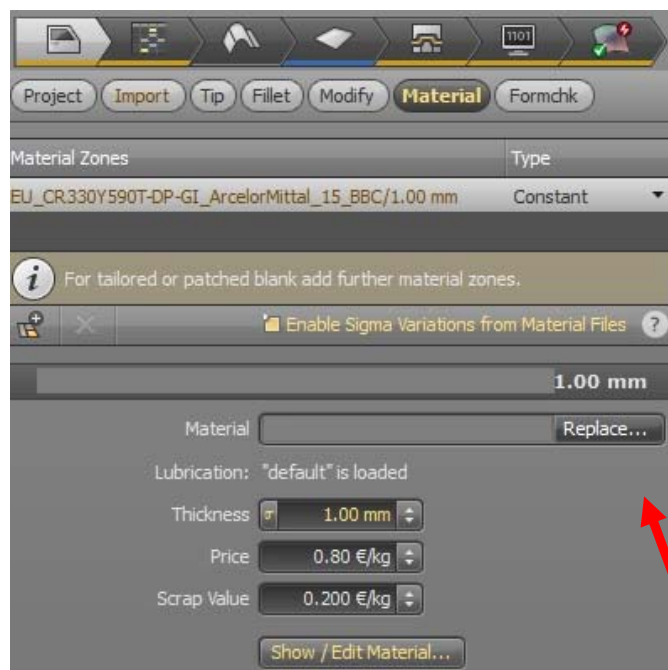 1101
Project Import Tip Fillet Modify Material Formchk
Material Zones Type
EU_CR330Y590T-DP-GI_ArcelorMittal_15_BBC/1.00 mm Constant
i For tailored or patched blank add further material zones.
Enable Sigma Variations from Material Files ?
1.00 mm
Material Replace...
Lubrication: "default" is loaded
Thickness σ 1.00 mm
Price 0.80 €/kg
Scrap Value 0.200 €/kg
Show / Edit Material...